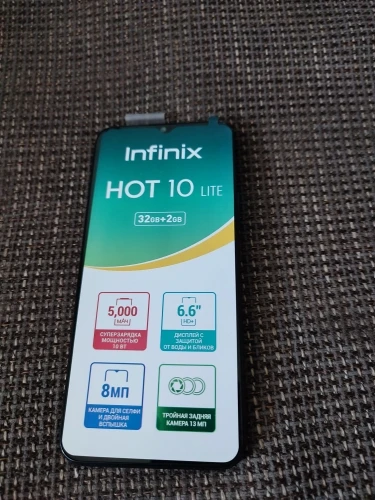 Infinix
HOT 10 LITE
32GB+2GB
5,000
MAH
СУПЕРЗАРЯДКА
МОЩНОСТЬЮ
10 ВТ
6.6"
HD+
ДИСПЛЕЙ С
ЗАЩИТОЙ
ОТ ВОДЫ И БЛИКОВ
8МП
КАМЕРА ДЛЯ СЕЛФИ
И ДВОЙНАЯ
ВСПЫШКА
ТРОЙНАЯ ЗАДНЯЯ
КАМЕРА 13 МП